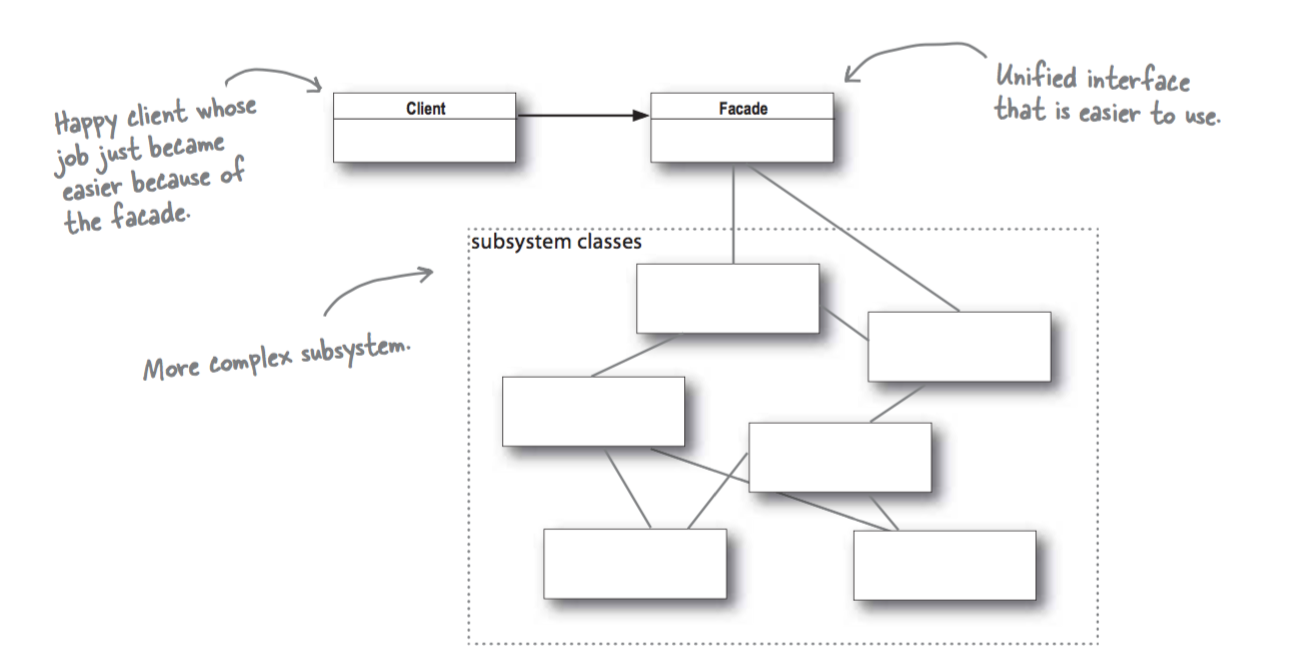 Happy client whose
job just became
easier because of
the facade.
Client
Facade
Unified interface
that is easier to use.
subsystem classes
More complex subsystem.